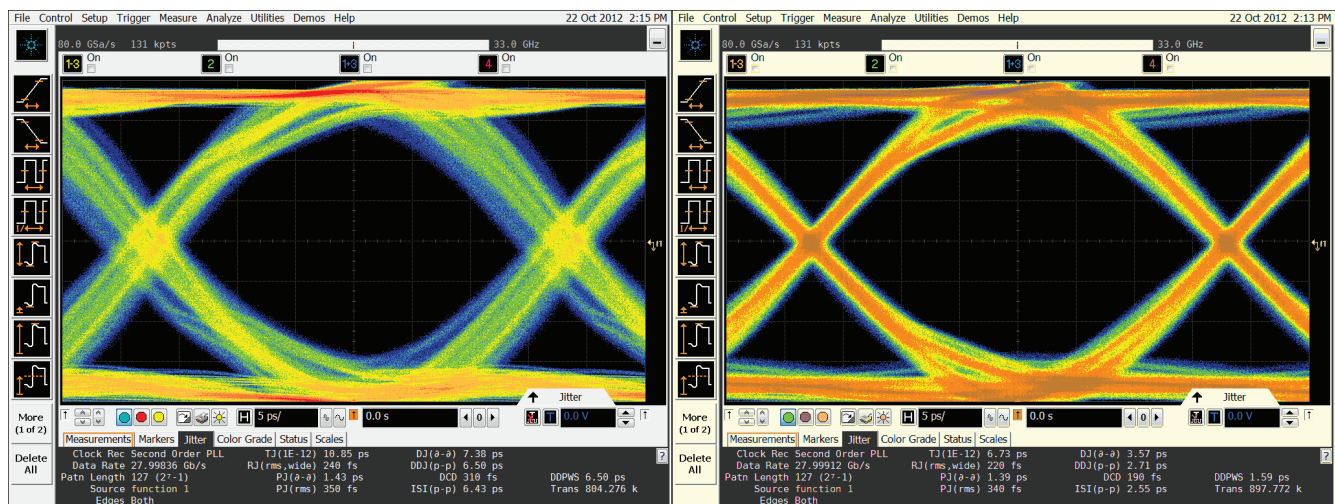 File Control Setup Trigger Measure Analyze Utilities Demos Help 22 Oct 2012 2:15 PM
80.0 GSa/s 131 kpts 33.0 GHz
1-3 On 2 On 1+3 On 4 On
More
(1 of 2)
Delete
All
Jitter
H 5 ps/ 0.0 s 0 T 0.0 V
Measurements Markers Jitter Color Grade Status Scales
Clock Rec Second Order PLL TJ(1E-12) 10.85 ps DJ(∂-∂) 7.38 ps
Data Rate 27.99836 Gb/s RJ(rms,wide) 240 fs DDJ(p-p) 6.50 ps
Patn Length 127 (2⁷-1) PJ(∂-∂) 1.43 ps DCD 310 fs DDPWS 6.50 ps
Source function 1 PJ(rms) 350 fs ISI(p-p) 6.43 ps Trans 804.276 k
Edges Both
File Control Setup Trigger Measure Analyze Utilities Demos Help 22 Oct 2012 2:13 PM
80.0 GSa/s 131 kpts 33.0 GHz
1-3 On 2 On 1+3 On 4 On
More
(1 of 2)
Delete
All
Jitter
H 5 ps/ 0.0 s 0 T 0.0 V
Measurements Markers Jitter Color Grade Status Scales
Clock Rec Second Order PLL TJ(1E-12) 6.73 ps DJ(∂-∂) 3.57 ps
Data Rate 27.99912 Gb/s RJ(rms,wide) 220 fs DDJ(p-p) 2.71 ps
Patn Length 127 (2⁷-1) PJ(∂-∂) 1.39 ps DCD 190 fs DDPWS 1.59 ps
Source function 1 PJ(rms) 340 fs ISI(p-p) 2.55 ps Trans 897.772 k
Edges Both